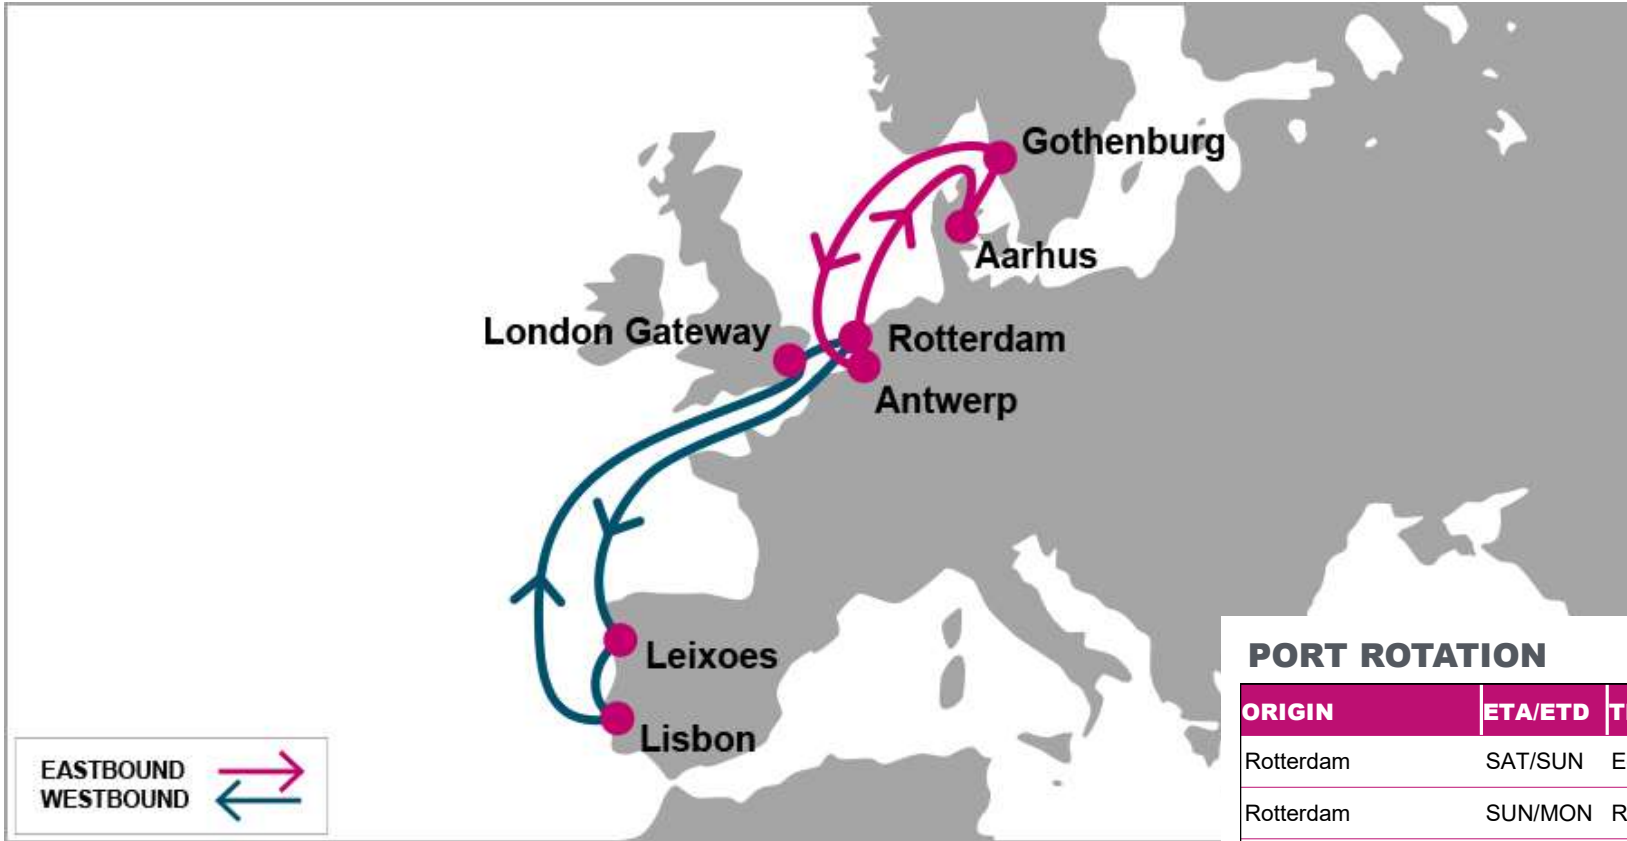 Gothenburg
Aarhus
London Gateway
Rotterdam
Antwerp
Leixoes
Lisbon
EASTBOUND
WESTBOUND
PORT ROTATION
ORIGIN ETA/ETD
Rotterdam SAT/SUN
Rotterdam SUN/MON